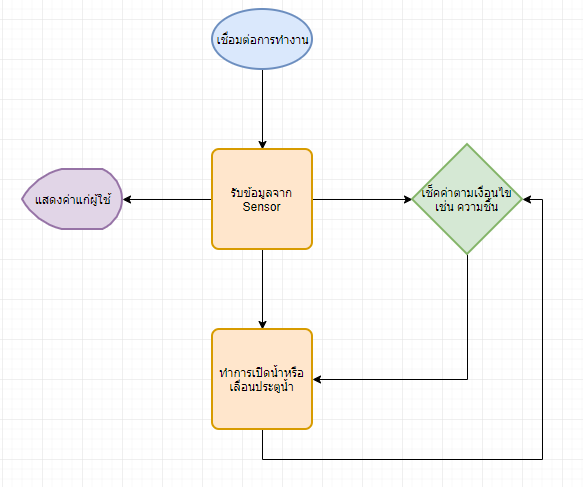 เชื่อมต่อการทำงาน
แสดงค่าแก่ผู้ใช้
รับข้อมูลจาก
Sensor
เช็คค่าตามเงื่อนไข
เช่น ความชื้น
ทำการเปิดน้ำหรือ
เลื่อนประตูน้ำ